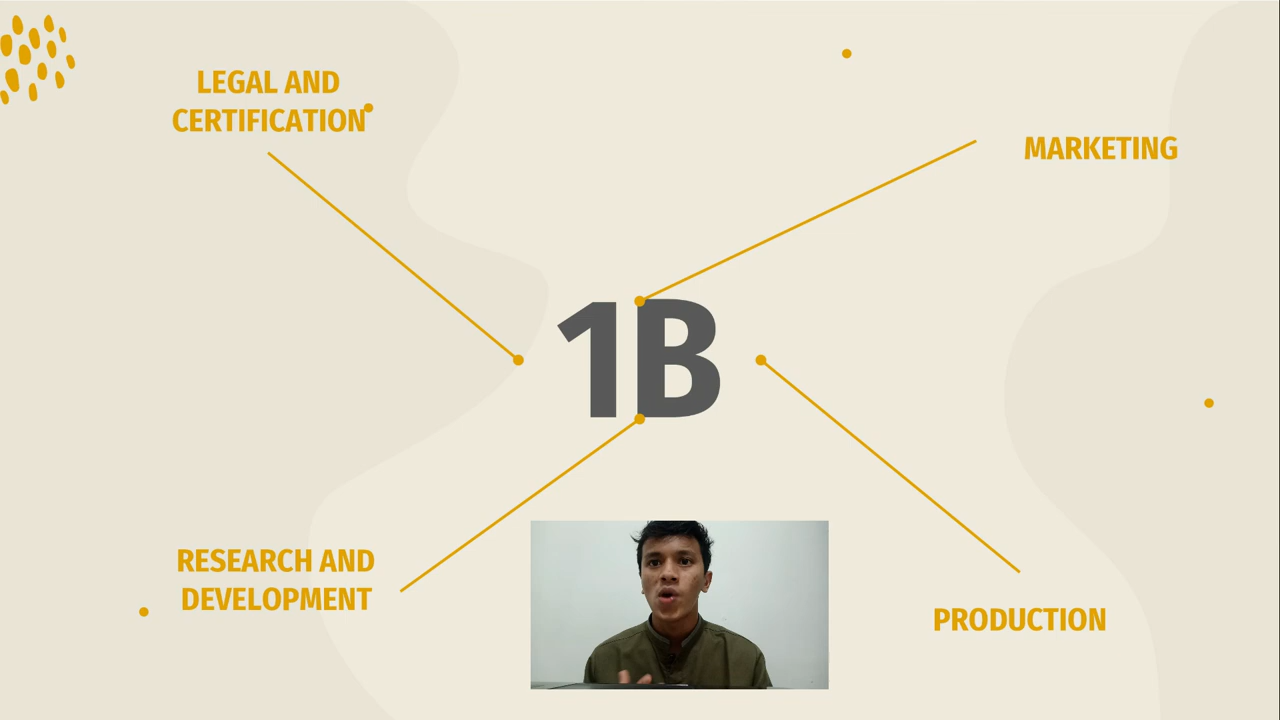 LEGAL AND
CERTIFICATION
MARKETING
1B
RESEARCH AND
DEVELOPMENT
PRODUCTION